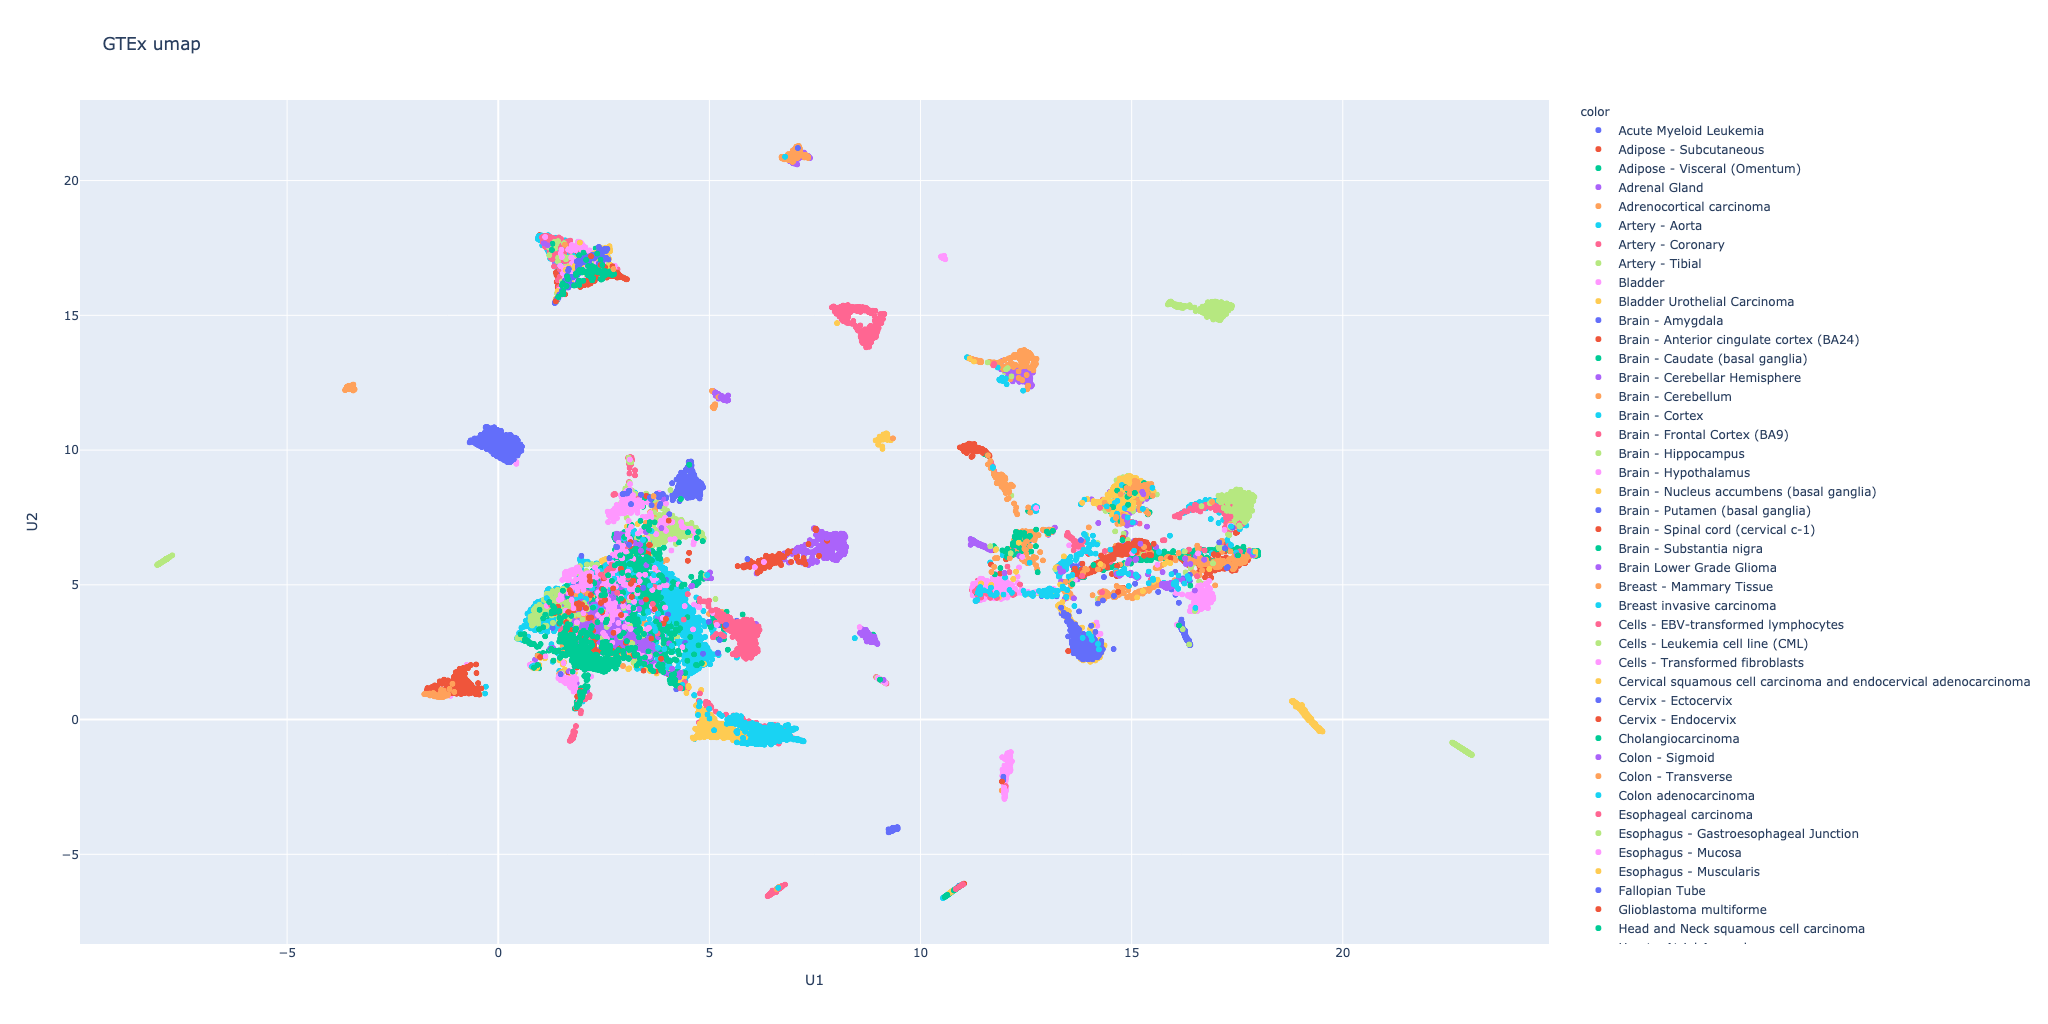 GTEx umap
color
Acute Myeloid Leukemia
Adipose - Subcutaneous
Adipose - Visceral (Omentum)
Adrenal Gland
Adrenocortical carcinoma
Artery - Aorta
Artery - Coronary
Artery - Tibial
Bladder
Bladder Urothelial Carcinoma
Brain - Amygdala
Brain - Anterior cingulate cortex (BA24)
Brain - Caudate (basal ganglia)
Brain - Cerebellar Hemisphere
Brain - Cerebellum
Brain - Cortex
Brain - Frontal Cortex (BA9)
Brain - Hippocampus
Brain - Hypothalamus
Brain - Nucleus accumbens (basal ganglia)
Brain - Putamen (basal ganglia)
Brain - Spinal cord (cervical c-1)
Brain - Substantia nigra
Brain Lower Grade Glioma
Breast - Mammary Tissue
Breast invasive carcinoma
Cells - EBV-transformed lymphocytes
Cells - Leukemia cell line (CML)
Cells - Transformed fibroblasts
Cervical squamous cell carcinoma and endocervical adenocarcinoma
Cervix - Ectocervix
Cervix - Endocervix
Cholangiocarcinoma
Colon - Sigmoid
Colon - Transverse
Colon adenocarcinoma
Esophageal carcinoma
Esophagus - Gastroesophageal Junction
Esophagus - Mucosa
Esophagus - Muscularis
Fallopian Tube
Glioblastoma multiforme
Head and Neck squamous cell carcinoma
20
15
10
5
0
−5
U2
−5 0 5 10 15 20
U1